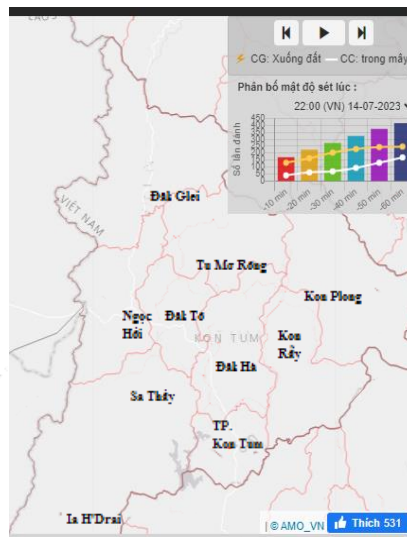 LAOS
CG: Xuống đất CC: trong mây
Phân bố mật độ sét lúc :
22:00 (VN) 14-07-2023
Số lần đánh
450
400
350
300
250
200
150
100
50
0
-10 min
-20 min
-30 min
-40 min
-50 min
-60 min
Đăk Glei
VIỆT NAM
Tu Mơ Rông
Kon Plong
Ngọc
Hồi
Đăk Tô
KON TUM
Kon
Rẫy
Đăk Hà
Sa Thầy
TP.
Kon Tum
Ia H'Drai
| © AMO_VN
Thích 531